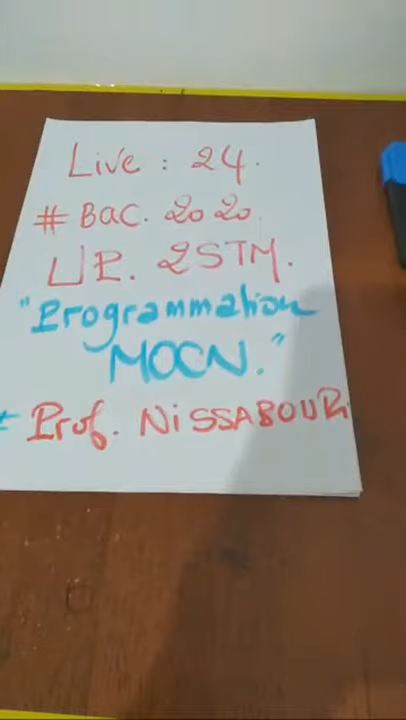 Live : 24.
# BAC. 2020.
UP. 2STM.
"Programmation
MOCN."
# Prof. NiSSABOURi